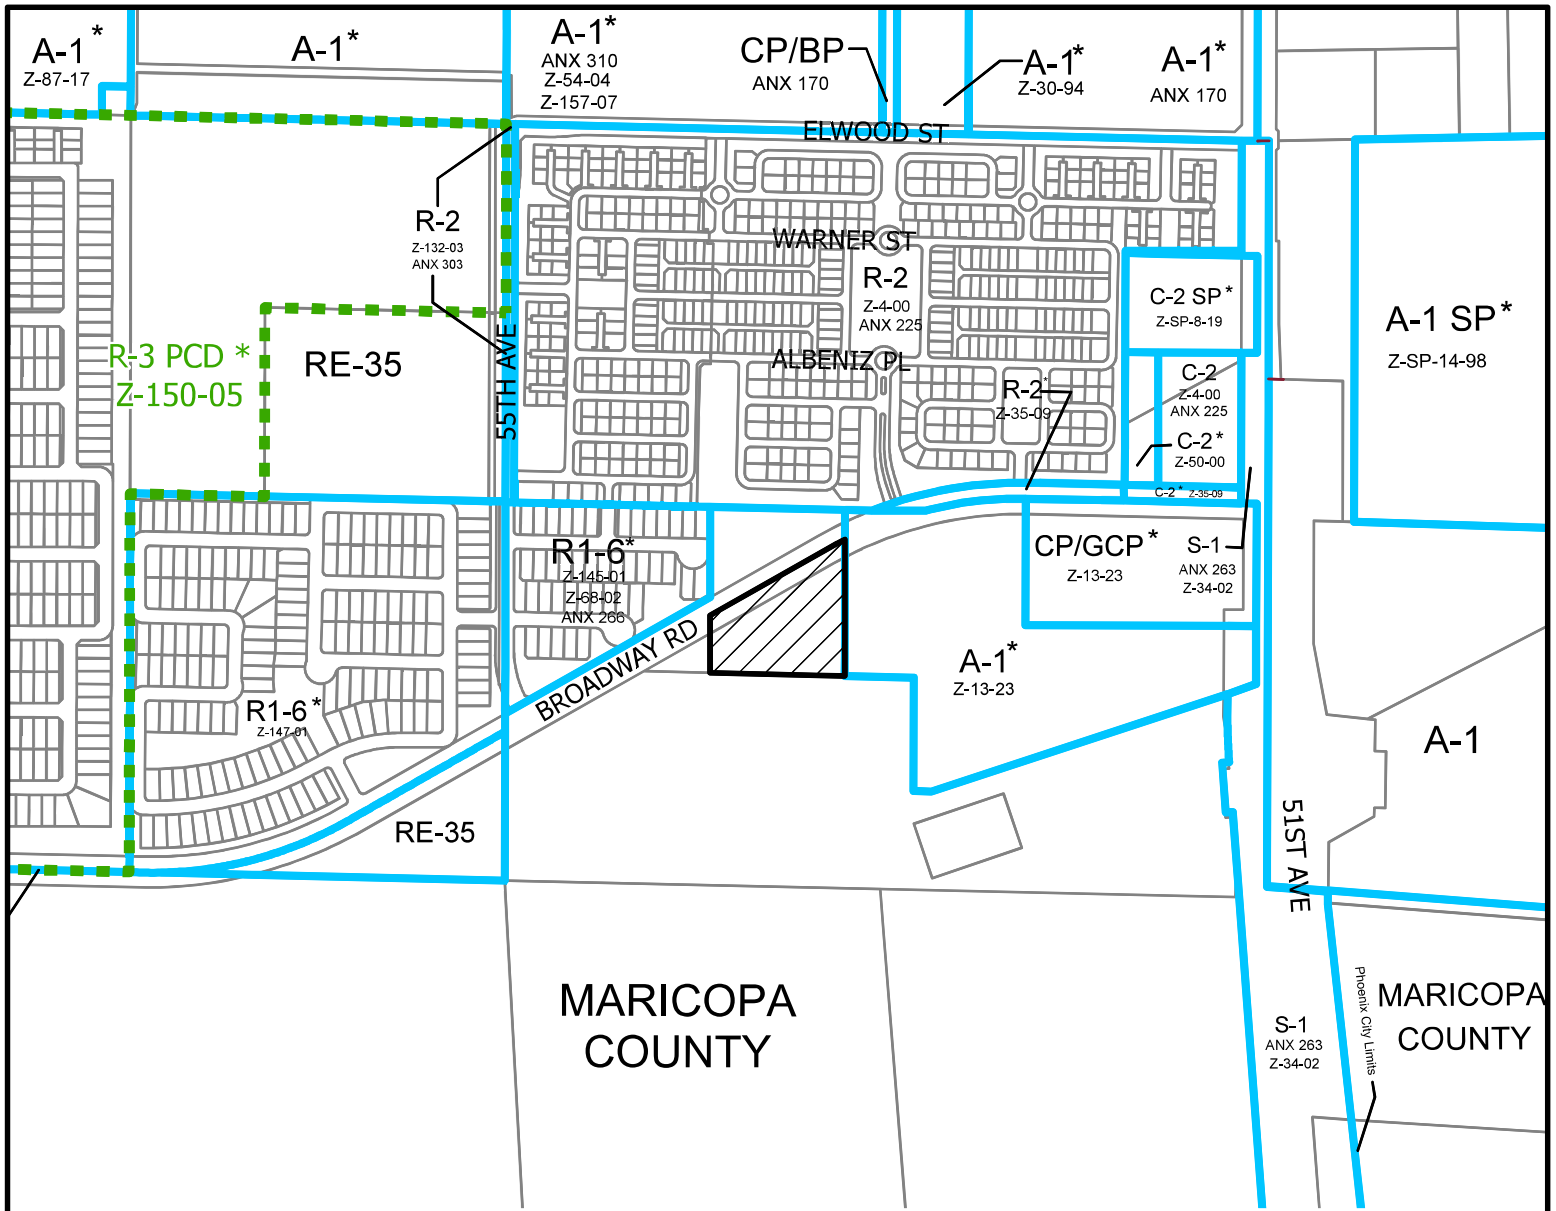 A-1*
Z-87-17
A-1*
A-1*
ANX 310
Z-54-04
Z-157-07
CP/BP
ANX 170
A-1*
Z-30-94
A-1*
ANX 170
ELWOOD ST
R-2
Z-132-03
ANX 303
WARNER ST
R-2
Z-4-00
ANX 225
ALBENIZ PL
C-2 SP*
Z-SP-8-19
A-1 SP*
Z-SP-14-98
R-3 PCD *
Z-150-05
RE-35
55TH AVE
R-2*
Z-35-09
C-2
Z-4-00
ANX 225
C-2*
Z-50-00
C-2* Z-35-09
R1-6*
Z-145-01
Z-68-02
ANX 266
CP/GCP*
Z-13-23
S-1
ANX 263
Z-34-02
BROADWAY RD
A-1*
Z-13-23
R1-6*
Z-147-01
A-1
RE-35
51ST AVE
MARICOPA
COUNTY
Phoenix City Limits
MARICOPA
COUNTY
S-1
ANX 263
Z-34-02